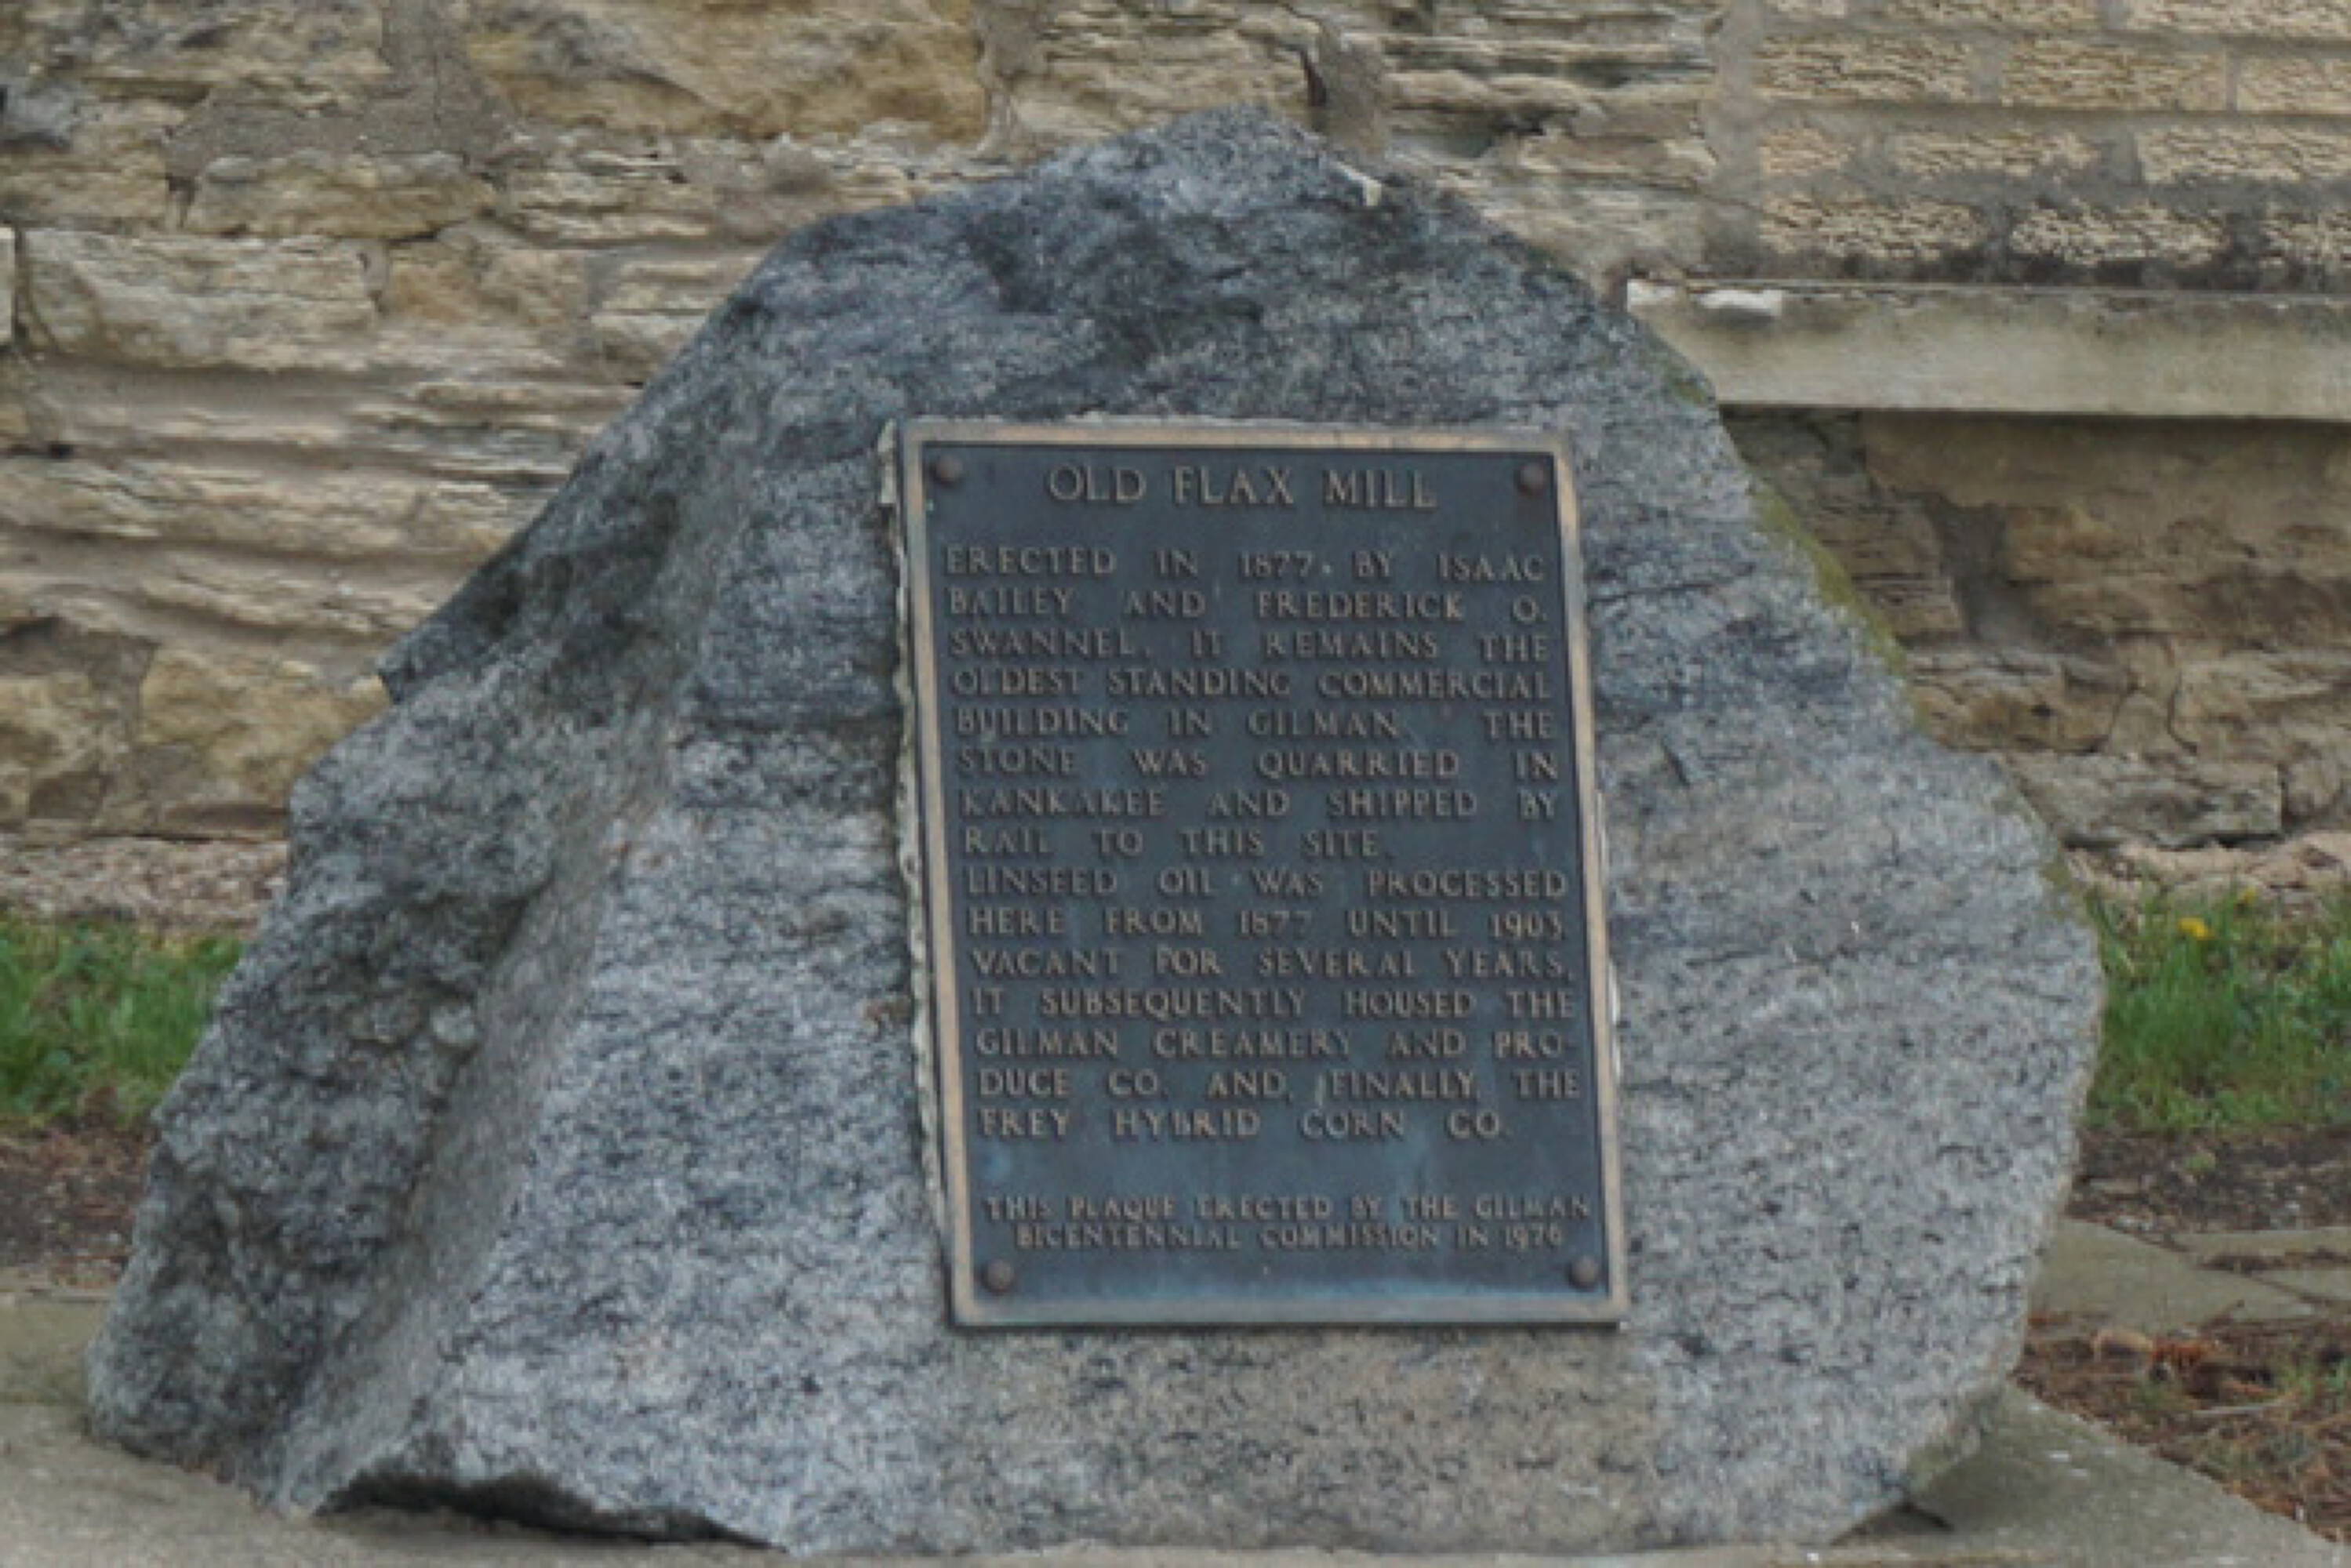 OLD FLAX MILL
ERECTED IN 1877 BY ISAAC
BAILEY AND FREDERICK O.
SWANNEL. IT REMAINS THE
OLDEST STANDING COMMERCIAL
BUILDING IN GILMAN. THE
STONE WAS QUARRIED IN
KANKAKEE AND SHIPPED BY
RAIL TO THIS SITE.
LINSEED OIL WAS PROCESSED
HERE FROM 1877 UNTIL 1903.
VACANT FOR SEVERAL YEARS,
IT SUBSEQUENTLY HOUSED THE
GILMAN CREAMERY AND PRO-
DUCE CO. AND, FINALLY, THE
FREY HYBRID CORN CO.
THIS PLAQUE ERECTED BY THE GILMAN
BICENTENNIAL COMMISSION IN 1976